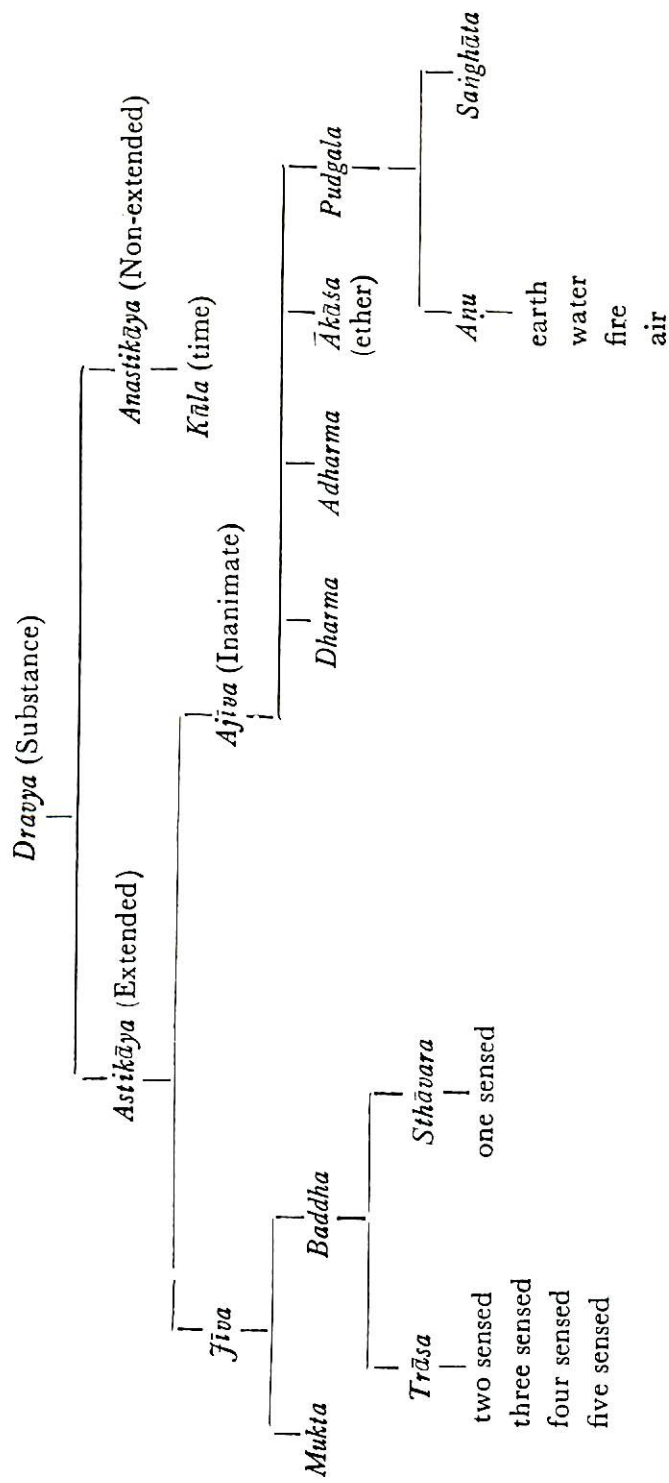 Dravya (Substance)
Astikāya (Extended)
Anastikāya (Non-extended)
Kāla (time)
Jīva
Ajīva (Inanimate)
Mukta
Baddha
Dharma
Adharma
Ākāśa
(ether)
Pudgala
Trāsa
two sensed
three sensed
four sensed
five sensed
Sthāvara
one sensed
Aṇu
earth
water
fire
air
Saṅghāta